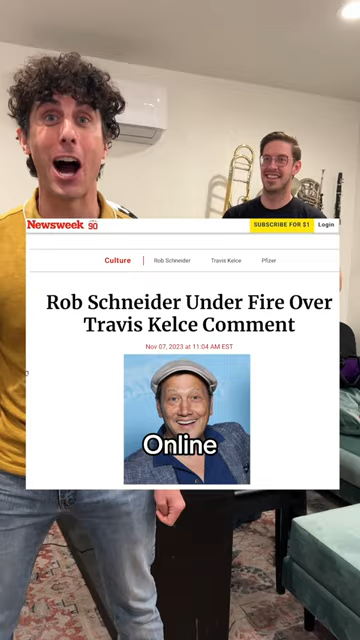 Newsweek 90
SUBSCRIBE FOR $1 Login
Culture Rob Schneider Travis Kelce Pfizer
Rob Schneider Under Fire Over
Travis Kelce Comment
Nov 07, 2023 at 11:04 AM EST
Online